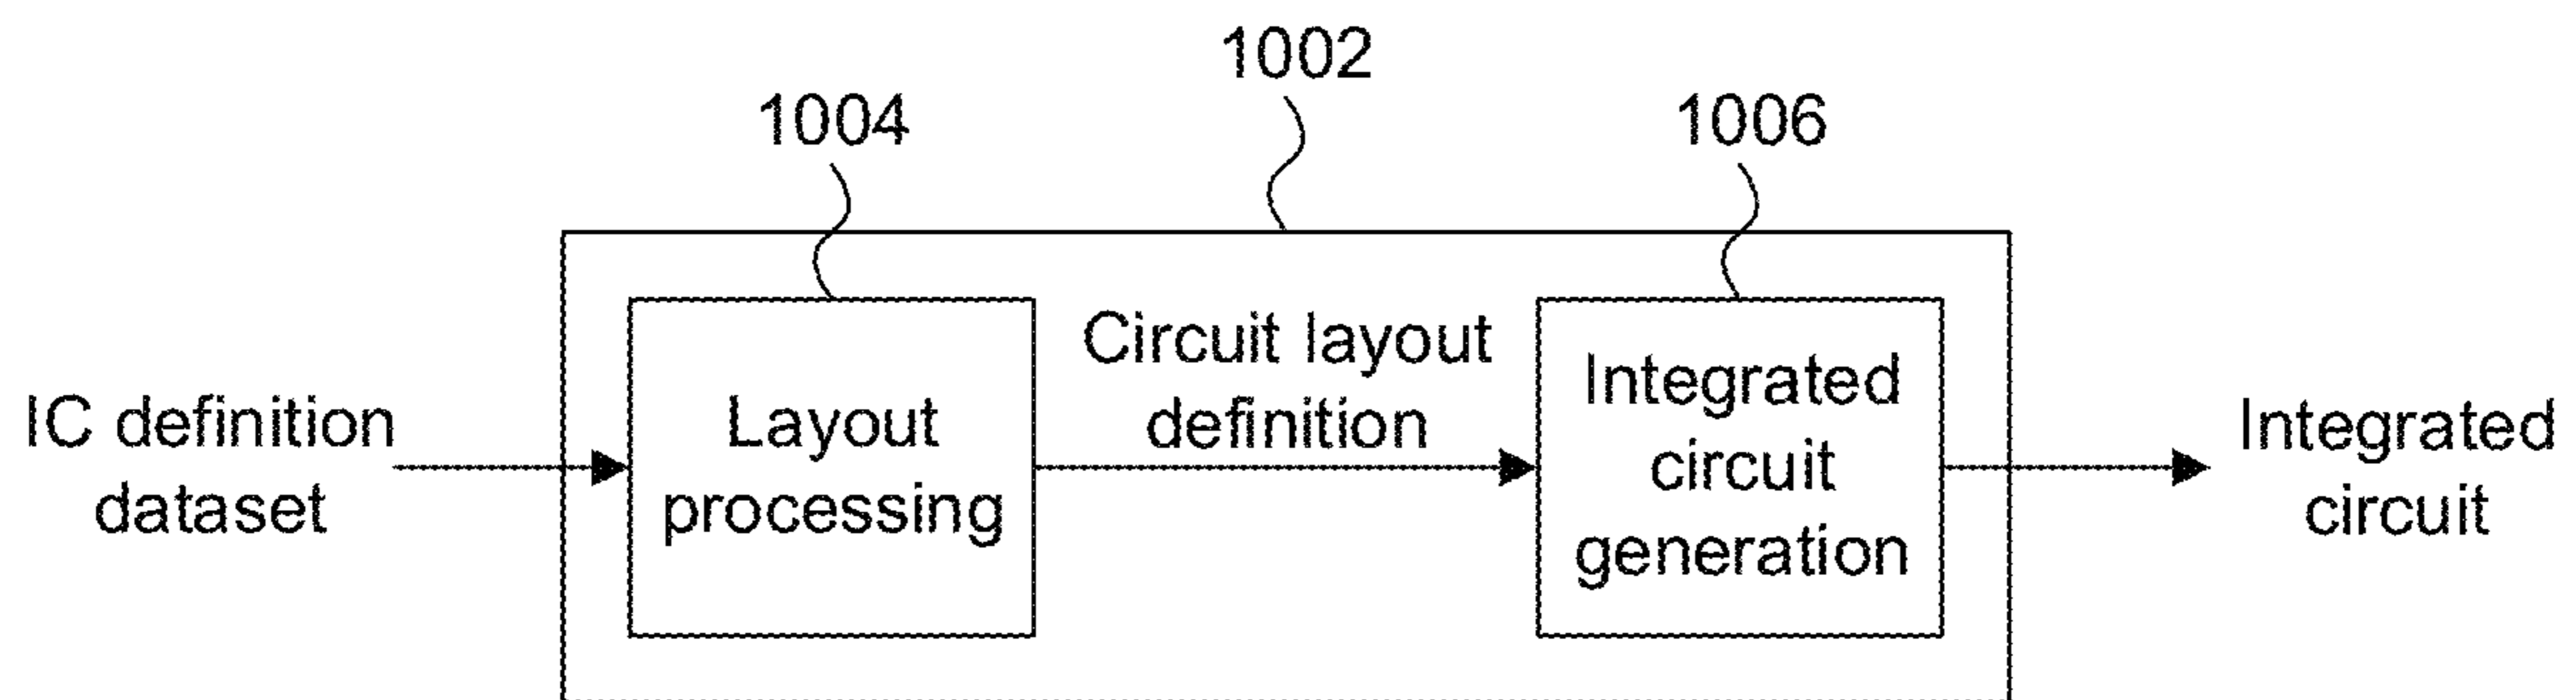 1002
1004
1006
IC definition
dataset
Layout
processing
Circuit layout
definition
Integrated
circuit
generation
Integrated
circuit